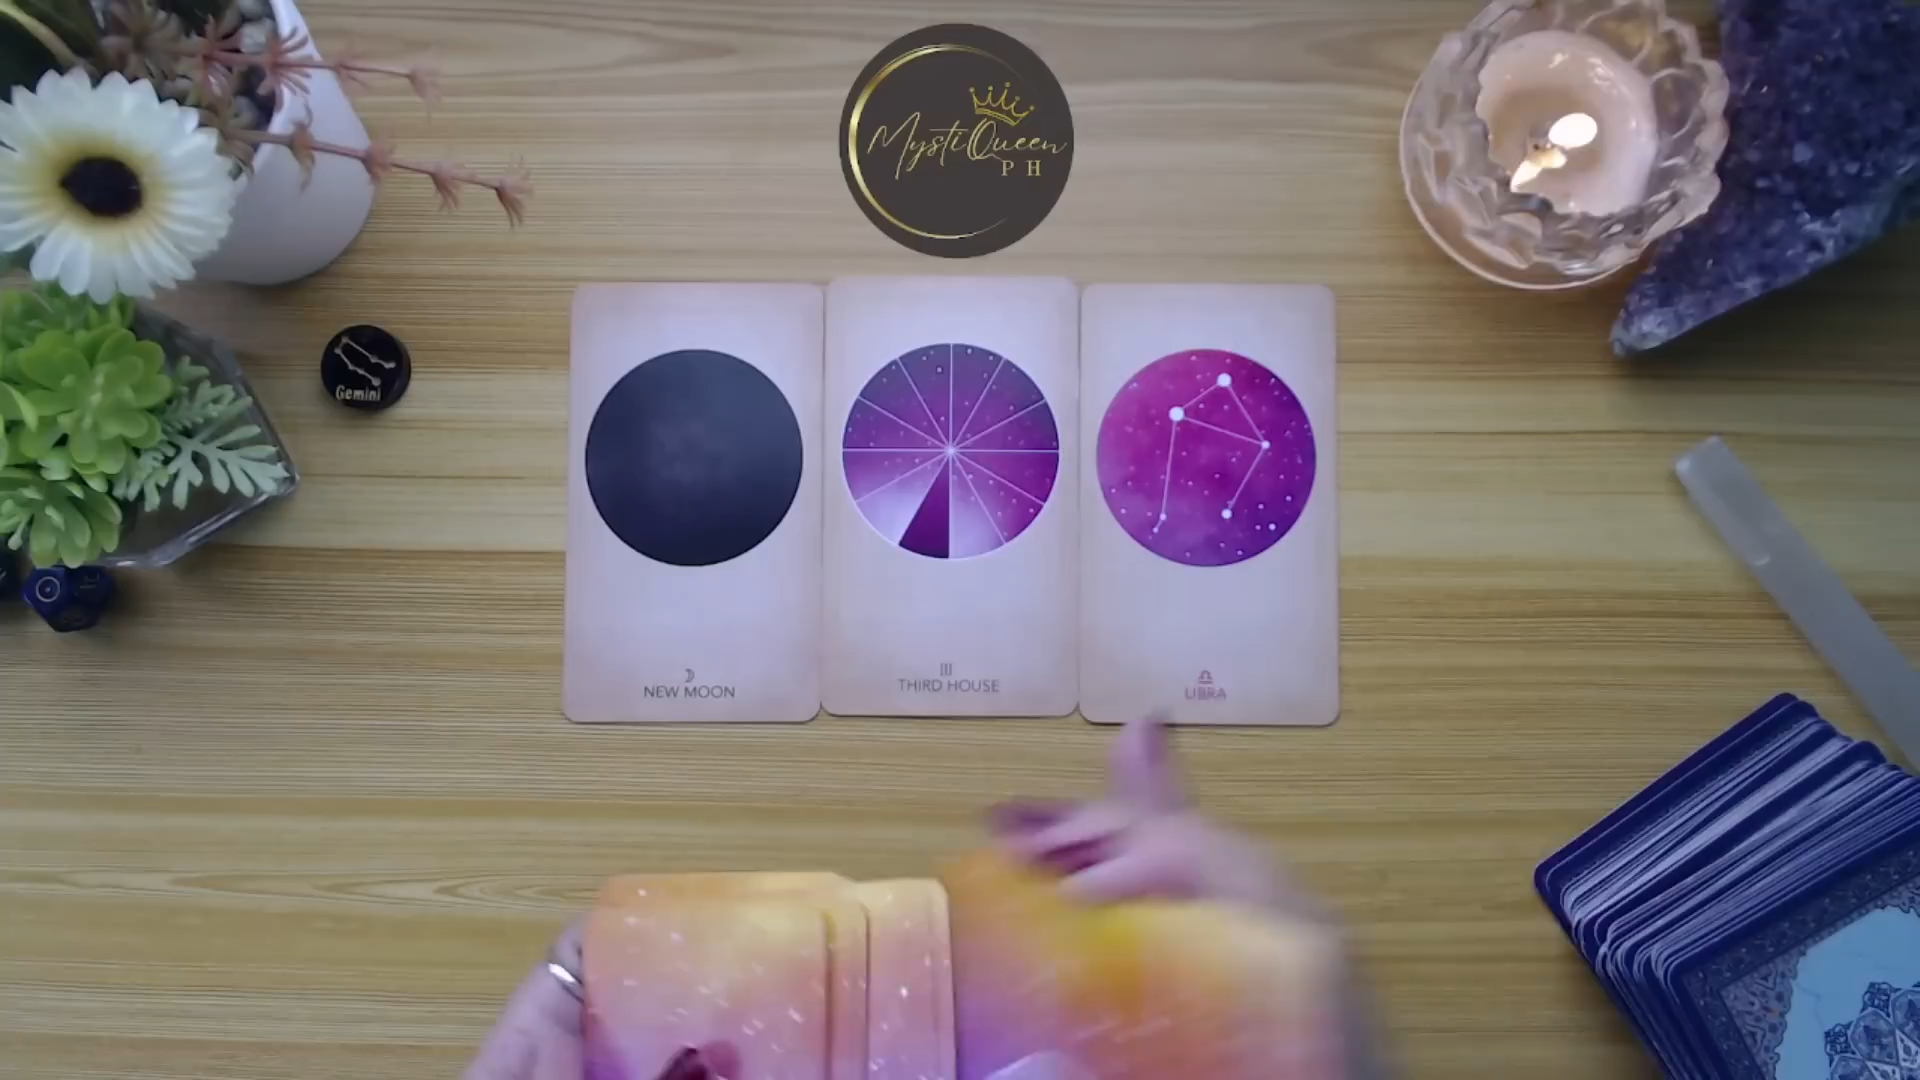 MystiQueen
PH
Gemini
NEW MOON
III
THIRD HOUSE
LIBRA